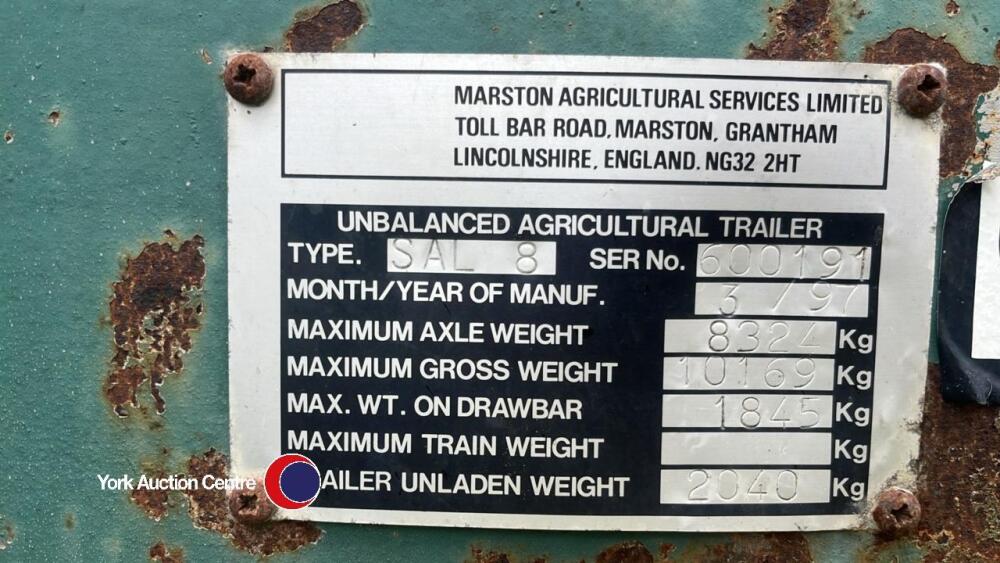 MARSTON AGRICULTURAL SERVICES LIMITED
TOLL BAR ROAD, MARSTON, GRANTHAM
LINCOLNSHIRE, ENGLAND. NG32 2HT
UNBALANCED AGRICULTURAL TRAILER
TYPE. SAL 8 SER No. 600191
MONTH/YEAR OF MANUF. 3 /97
MAXIMUM AXLE WEIGHT 8324 Kg
MAXIMUM GROSS WEIGHT 10169 Kg
MAX. WT. ON DRAWBAR 1845 Kg
MAXIMUM TRAIN WEIGHT Kg
AILER UNLADEN WEIGHT 2040 Kg
York Auction Centre